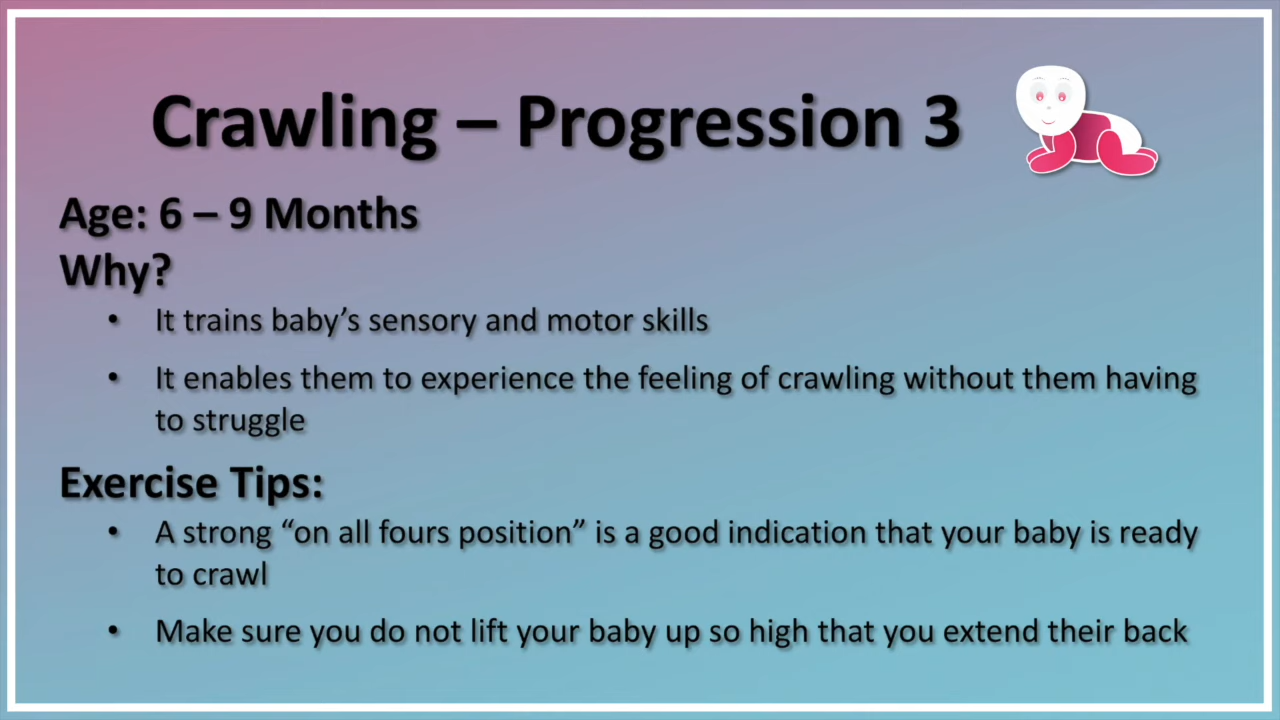 Crawling – Progression 3
Age: 6 – 9 Months
Why?
• It trains baby’s sensory and motor skills
• It enables them to experience the feeling of crawling without them having
to struggle
Exercise Tips:
• A strong “on all fours position” is a good indication that your baby is ready
to crawl
• Make sure you do not lift your baby up so high that you extend their back